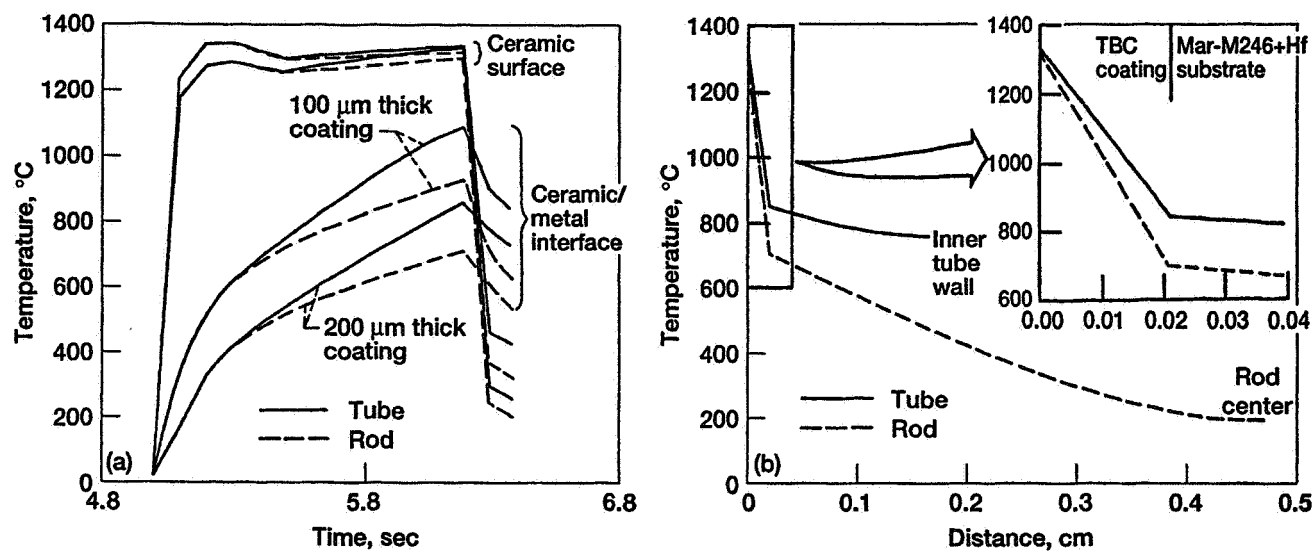 1400
1200
1000
800
600
400
200
0
Temperature, °C
Ceramic
surface
100 µm thick
coating
Ceramic/
metal
interface
200 µm thick
coating
Tube
Rod
(a)
4.8
5.8
6.8
Time, sec
1400
1200
1000
800
600
400
200
0
Temperature, °C
Inner
tube
wall
Tube
Rod
Rod
center
(b)
0
0.1
0.2
0.3
0.4
0.5
Distance, cm
1400
1200
1000
800
600
TBC
coating
Mar-M246+Hf
substrate
0.00
0.01
0.02
0.03
0.04